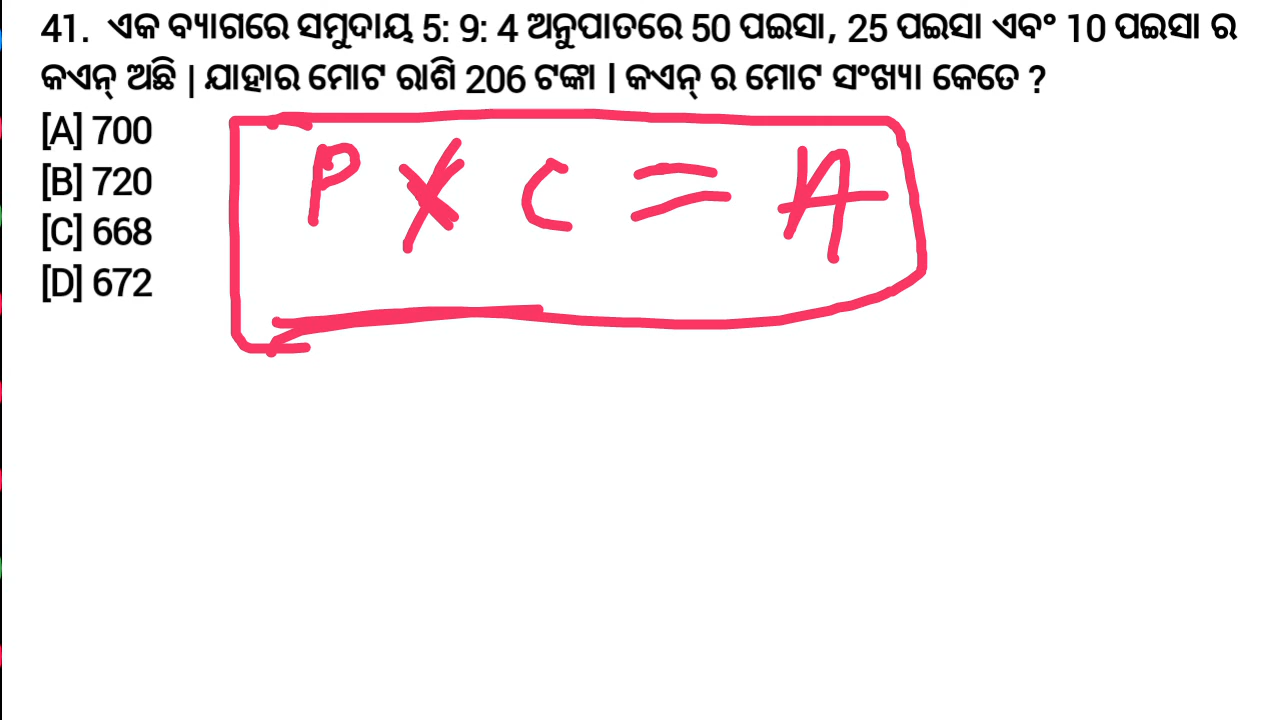 41. ଏକ ବ୍ୟାଗରେ ସମୁଦାୟ 5: 9: 4 ଅନୁପାତରେ 50 ପଇସା, 25 ପଇସା ଏବଂ 10 ପଇସା ର
କଏନ୍ ଅଛି | ଯାହାର ମୋଟ ରାଶି 206 ଟଙ୍କା | କଏନ୍ ର ମୋଟ ସଂଖ୍ୟା କେତେ ?
[A] 700
[B] 720
[C] 668
[D] 672
P X C = A